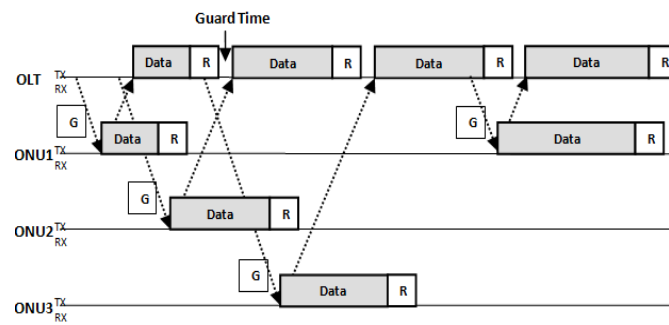 Guard Time
Data R Data R Data R Data R
OLT TX
RX
G G
Data R Data R
ONU1 TX
RX
G
Data R
ONU2 TX
RX
G
Data R
ONU3 TX
RX